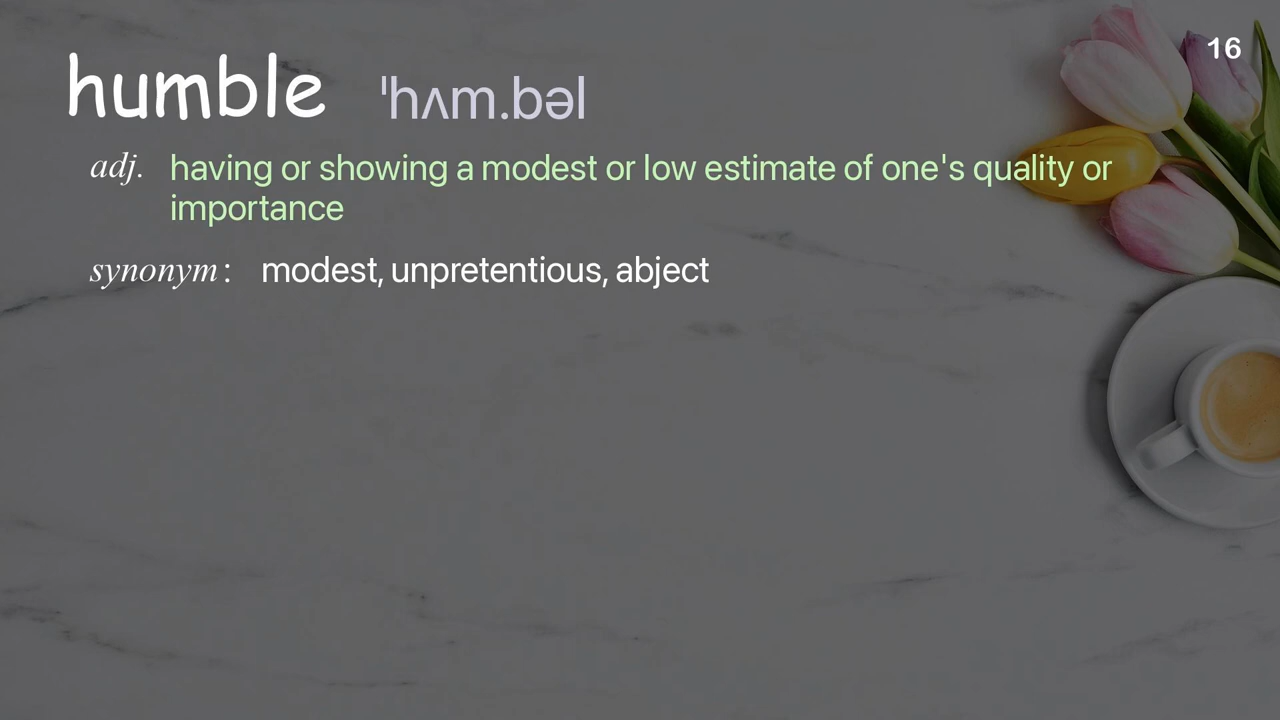 16
humble ˈhʌm.bəl
adj. having or showing a modest or low estimate of one's quality or
importance
synonym: modest, unpretentious, abject